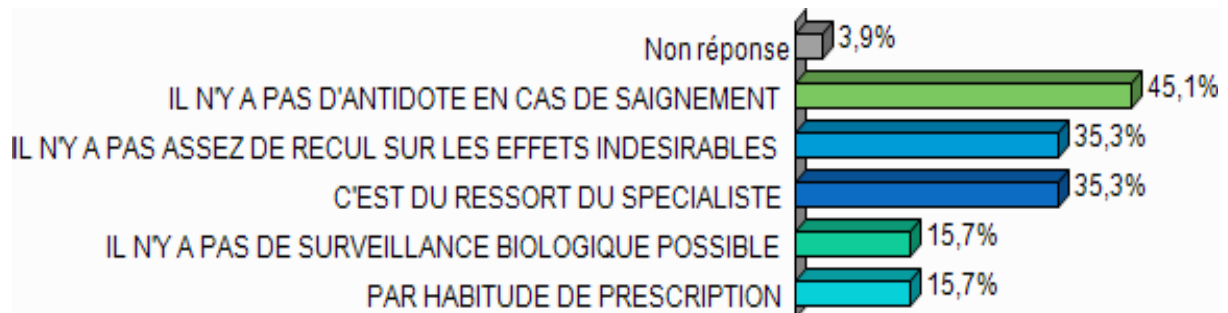 Non réponse 3,9%
IL N'Y A PAS D'ANTIDOTE EN CAS DE SAIGNEMENT 45,1%
IL N'Y A PAS ASSEZ DE RECUL SUR LES EFFETS INDESIRABLES 35,3%
C'EST DU RESSORT DU SPECIALISTE 35,3%
IL N'Y A PAS DE SURVEILLANCE BIOLOGIQUE POSSIBLE 15,7%
PAR HABITUDE DE PRESCRIPTION 15,7%